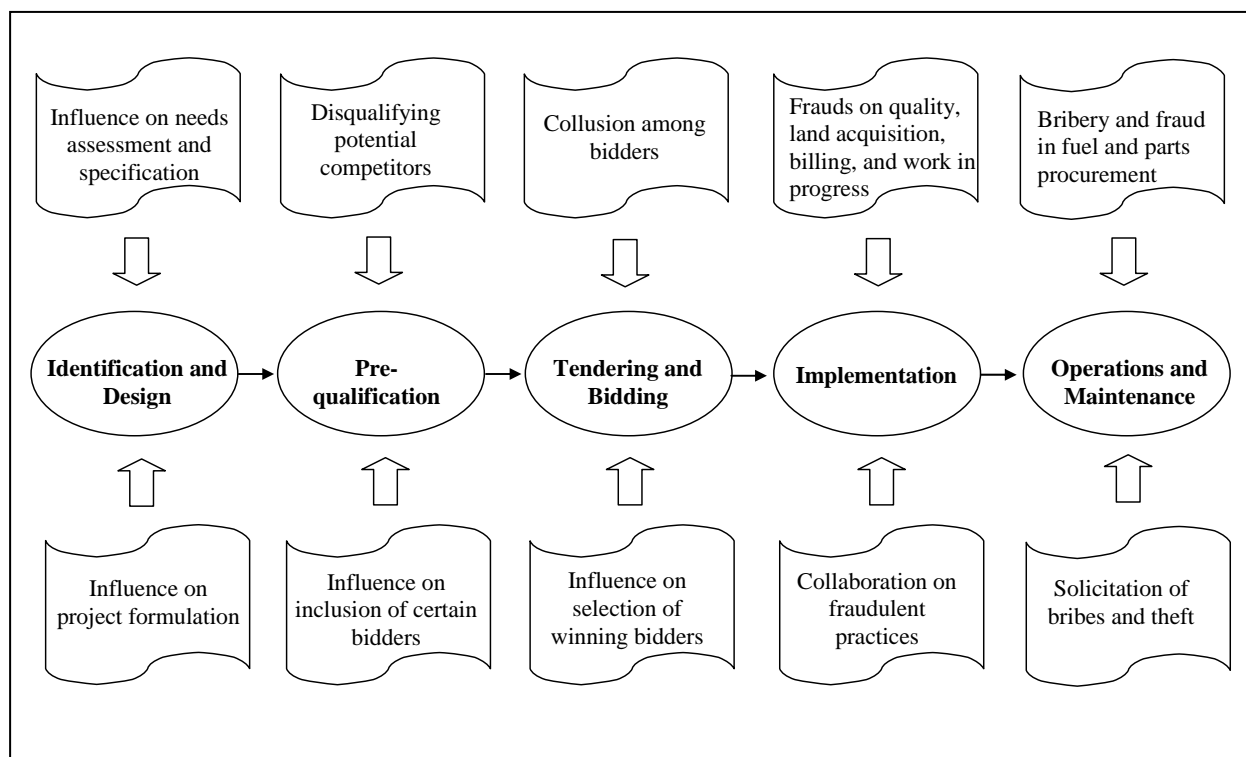 Influence on needs
assessment and
specification
Disqualifying
potential
competitors
Collusion among
bidders
Frauds on quality,
land acquisition,
billing, and work in
progress
Bribery and fraud
in fuel and parts
procurement
Identification and
Design
Pre-
qualification
Tendering and
Bidding
Implementation
Operations and
Maintenance
Influence on
project formulation
Influence on
inclusion of certain
bidders
Influence on
selection of
winning bidders
Collaboration on
fraudulent
practices
Solicitation of
bribes and theft